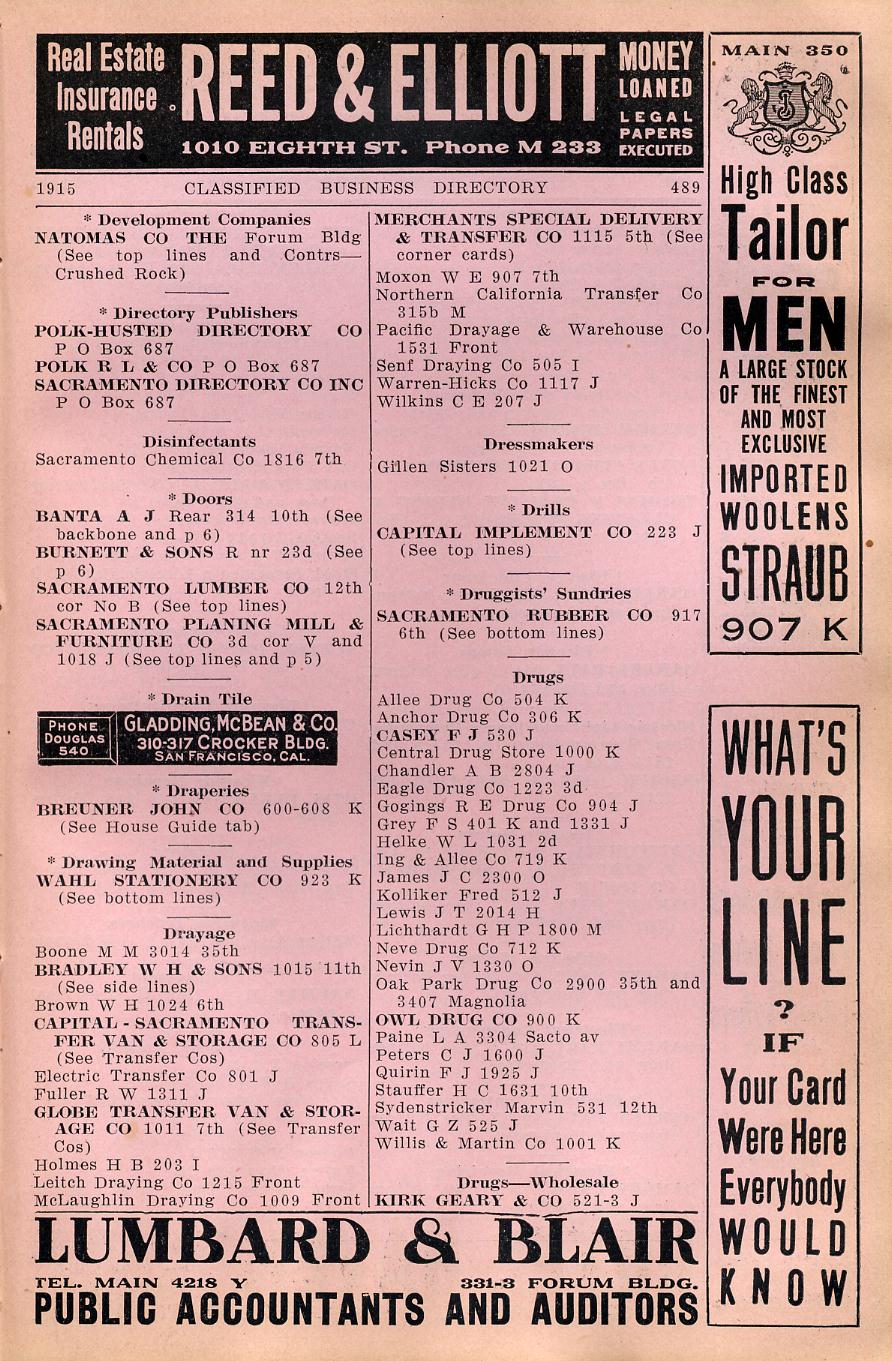 Real Estate
Insurance
Rentals
REED & ELLIOTT
1010 EIGHTH ST. Phone M 233
MONEY
LOANED
LEGAL
PAPERS
EXECUTED
1915 CLASSIFIED BUSINESS DIRECTORY 489
* Development Companies
NATOMAS CO THE Forum Bldg
(See top lines and Contrs—
Crushed Rock)
* Directory Publishers
POLK-HUSTED DIRECTORY CO
P O Box 687
POLK R L & CO P O Box 687
SACRAMENTO DIRECTORY CO INC
P O Box 687
Disinfectants
Sacramento Chemical Co 1816 7th
* Doors
BANTA A J Rear 314 10th (See
backbone and p 6)
BURNETT & SONS R nr 23d (See
p 6)
SACRAMENTO LUMBER CO 12th
cor No B (See top lines)
SACRAMENTO PLANING MILL &
FURNITURE CO 3d cor V and
1018 J (See top lines and p 5)
* Drain Tile
PHONE
DOUGLAS
540
GLADDING, McBEAN & Co.
310-317 CROCKER BLDG.
SAN FRANCISCO, CAL.
* Draperies
BREUNER JOHN CO 600-608 K
(See House Guide tab)
* Drawing Material and Supplies
WAHL STATIONERY CO 923 K
(See bottom lines)
Drayage
Boone M M 3014 35th
BRADLEY W H & SONS 1015 11th
(See side lines)
Brown W H 1024 6th
CAPITAL - SACRAMENTO TRANS-
FER VAN & STORAGE CO 805 L
(See Transfer Cos)
Electric Transfer Co 801 J
Fuller R W 1311 J
GLOBE TRANSFER VAN & STOR-
AGE CO 1011 7th (See Transfer
Cos)
Holmes H B 203 I
Leitch Draying Co 1215 Front
McLaughlin Draying Co 1009 Front
MERCHANTS SPECIAL DELIVERY
& TRANSFER CO 1115 5th (See
corner cards)
Moxon W E 907 7th
Northern California Transfer Co
315b M
Pacific Drayage & Warehouse Co
1531 Front
Senf Draying Co 505 I
Warren-Hicks Co 1117 J
Wilkins C E 207 J
Dressmakers
Gillen Sisters 1021 O
* Drills
CAPITAL IMPLEMENT CO 223 J
(See top lines)
* Druggists' Sundries
SACRAMENTO RUBBER CO 917
6th (See bottom lines)
Drugs
Allee Drug Co 504 K
Anchor Drug Co 306 K
CASEY F J 530 J
Central Drug Store 1000 K
Chandler A B 2804 J
Eagle Drug Co 1223 3d
Gogings R E Drug Co 904 J
Grey F S 401 K and 1331 J
Helke W L 1031 2d
Ing & Allee Co 719 K
James J C 2300 O
Kolliker Fred 512 J
Lewis J T 2014 H
Lichthardt G H P 1800 M
Neve Drug Co 712 K
Nevin J V 1330 O
Oak Park Drug Co 2900 35th and
3407 Magnolia
OWL DRUG CO 900 K
Paine L A 3304 Sacto av
Peters C J 1600 J
Quirin F J 1925 J
Stauffer H C 1631 10th
Sydenstricker Marvin 531 12th
Wait G Z 525 J
Willis & Martin Co 1001 K
Drugs—Wholesale
KIRK GEARY & CO 521-3 J
MAIN 350
High Class
Tailor
FOR
MEN
A LARGE STOCK
OF THE FINEST
AND MOST
EXCLUSIVE
IMPORTED
WOOLENS
STRAUB
907 K
WHAT'S
YOUR
LINE
?
IF
Your Card
Were Here
Everybody
WOULD
KNOW
LUMBARD & BLAIR
TEL. MAIN 4218 Y 331-3 FORUM BLDG.
PUBLIC ACCOUNTANTS AND AUDITORS